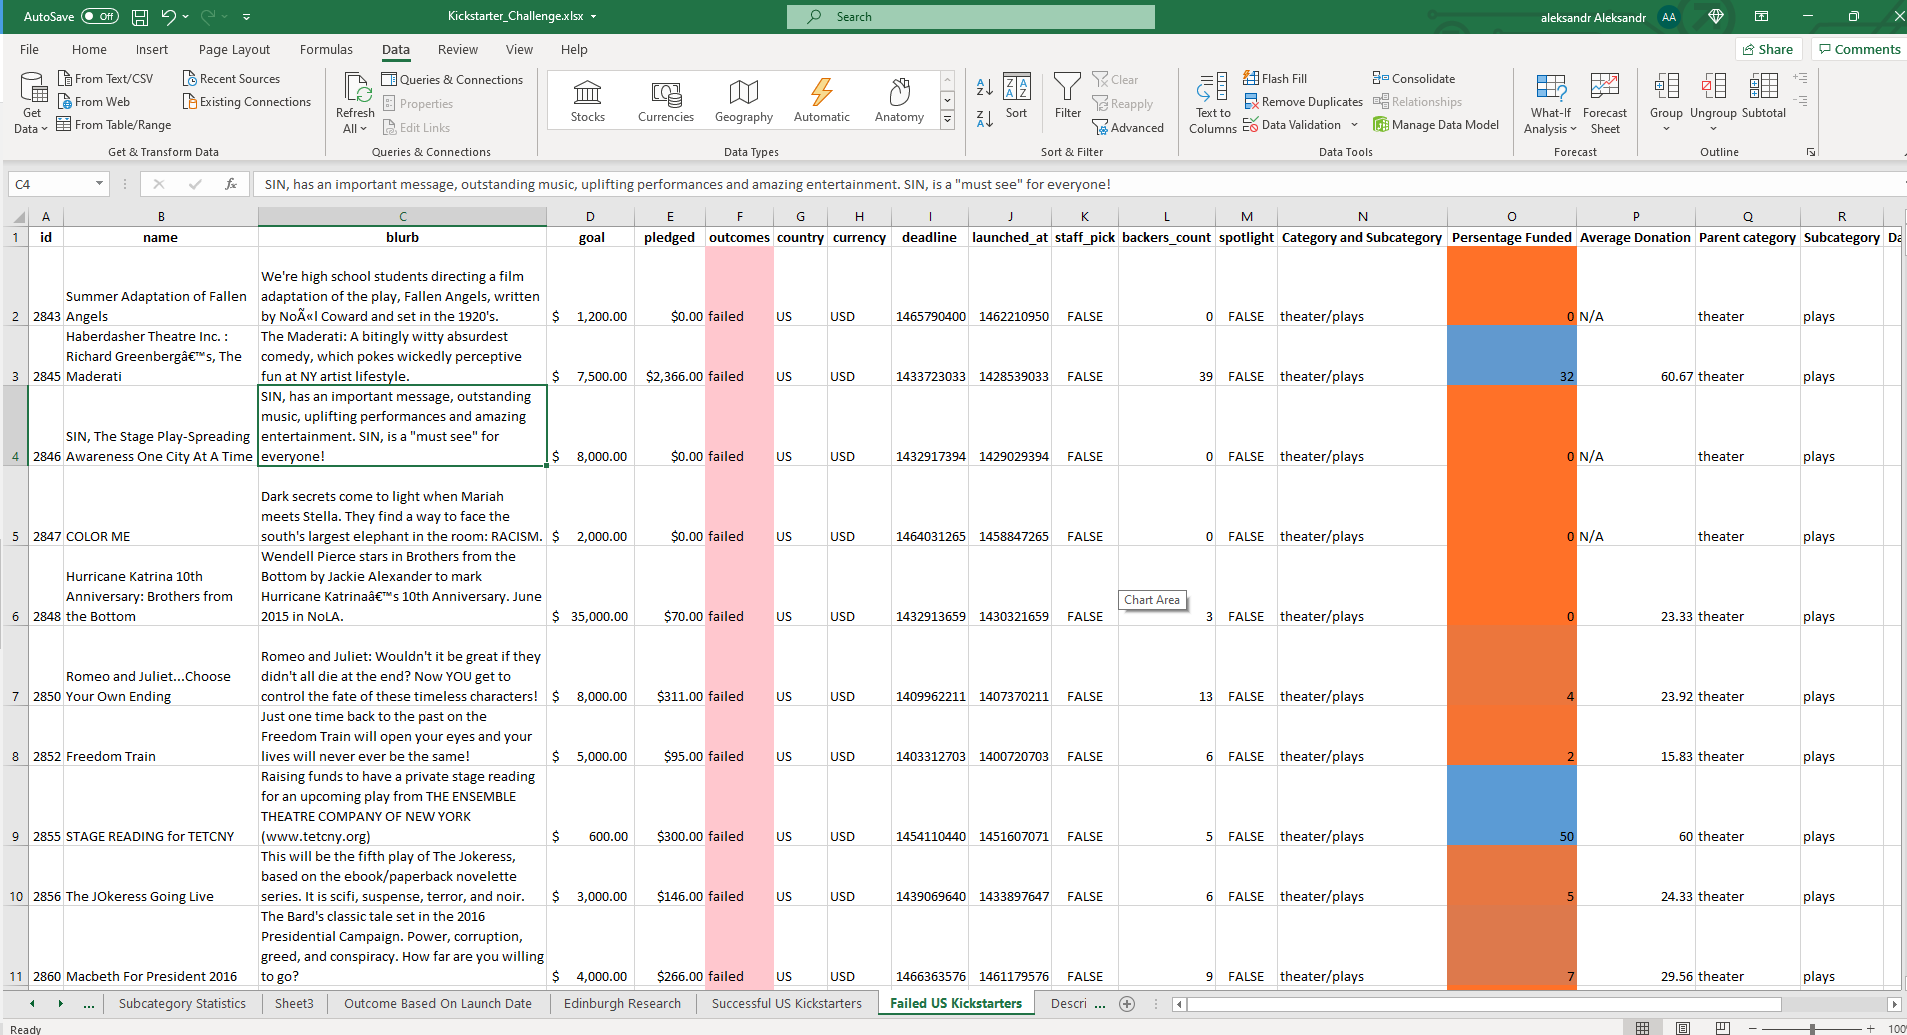 AutoSave Off Kickstarter_Challenge.xlsx Search aleksandr Aleksandr AA
File Home Insert Page Layout Formulas Data Review View Help Share Comments
Get Data
From Text/CSV
From Web
From Table/Range
Recent Sources
Existing Connections
Get & Transform Data
Refresh All
Queries & Connections
Properties
Edit Links
Queries & Connections
Stocks Currencies Geography Automatic Anatomy
Data Types
Sort
Filter
Clear
Reapply
Advanced
Sort & Filter
Text to Columns
Flash Fill
Remove Duplicates
Data Validation
Consolidate
Relationships
Manage Data Model
Data Tools
What-If Analysis
Forecast Sheet
Forecast
Group Ungroup Subtotal
Outline
C4 fx SIN, has an important message, outstanding music, uplifting performances and amazing entertainment. SIN, is a "must see" for everyone!
A B C D E F G H I J K L M N O P Q R
1 id name blurb goal pledged outcomes country currency deadline launched_at staff_pick backers_count spotlight Category and Subcategory Persentage Funded Average Donation Parent category Subcategory Da
We're high school students directing a film
Summer Adaptation of Fallen adaptation of the play, Fallen Angels, written
2 2843 Angels by NoÃ«l Coward and set in the 1920's. $ 1,200.00 $0.00 failed US USD 1465790400 1462210950 FALSE 0 FALSE theater/plays 0 N/A theater plays
Haberdasher Theatre Inc. : The Maderati: A bitingly witty absurdest
Richard Greenbergâ€™s, The comedy, which pokes wickedly perceptive
3 2845 Maderati fun at NY artist lifestyle. $ 7,500.00 $2,366.00 failed US USD 1433723033 1428539033 FALSE 39 FALSE theater/plays 32 60.67 theater plays
SIN, has an important message, outstanding
music, uplifting performances and amazing
SIN, The Stage Play-Spreading entertainment. SIN, is a "must see" for
4 2846 Awareness One City At A Time everyone! $ 8,000.00 $0.00 failed US USD 1432917394 1429029394 FALSE 0 FALSE theater/plays 0 N/A theater plays
Dark secrets come to light when Mariah
meets Stella. They find a way to face the
5 2847 COLOR ME south's largest elephant in the room: RACISM. $ 2,000.00 $0.00 failed US USD 1464031265 1458847265 FALSE 0 FALSE theater/plays 0 N/A theater plays
Wendell Pierce stars in Brothers from the
Hurricane Katrina 10th Bottom by Jackie Alexander to mark
Anniversary: Brothers from Hurricane Katrinaâ€™s 10th Anniversary. June Chart Area
6 2848 the Bottom 2015 in NoLA. $ 35,000.00 $70.00 failed US USD 1432913659 1430321659 FALSE 3 FALSE theater/plays 0 23.33 theater plays
Romeo and Juliet: Wouldn't it be great if they
Romeo and Juliet...Choose didn't all die at the end? Now YOU get to
7 2850 Your Own Ending control the fate of these timeless characters! $ 8,000.00 $311.00 failed US USD 1409962211 1407370211 FALSE 13 FALSE theater/plays 4 23.92 theater plays
Just one time back to the past on the
Freedom Train will open your eyes and your
8 2852 Freedom Train lives will never ever be the same! $ 5,000.00 $95.00 failed US USD 1403312703 1400720703 FALSE 6 FALSE theater/plays 2 15.83 theater plays
Raising funds to have a private stage reading
for an upcoming play from THE ENSEMBLE
THEATRE COMPANY OF NEW YORK
9 2855 STAGE READING for TETCNY (www.tetcny.org) $ 600.00 $300.00 failed US USD 1454110440 1451607071 FALSE 5 FALSE theater/plays 50 60 theater plays
This will be the fifth play of The Jokeress,
based on the ebook/paperback novelette
10 2856 The JOkeress Going Live series. It is scifi, suspense, terror, and noir. $ 3,000.00 $146.00 failed US USD 1439069640 1433897647 FALSE 6 FALSE theater/plays 5 24.33 theater plays
The Bard's classic tale set in the 2016
Presidential Campaign. Power, corruption,
greed, and conspiracy. How far are you willing
11 2860 Macbeth For President 2016 to go? $ 4,000.00 $266.00 failed US USD 1466363576 1461179576 FALSE 9 FALSE theater/plays 7 29.56 theater plays
... Subcategory Statistics Sheet3 Outcome Based On Launch Date Edinburgh Research Successful US Kickstarters Failed US Kickstarters Descri ...
Ready 100